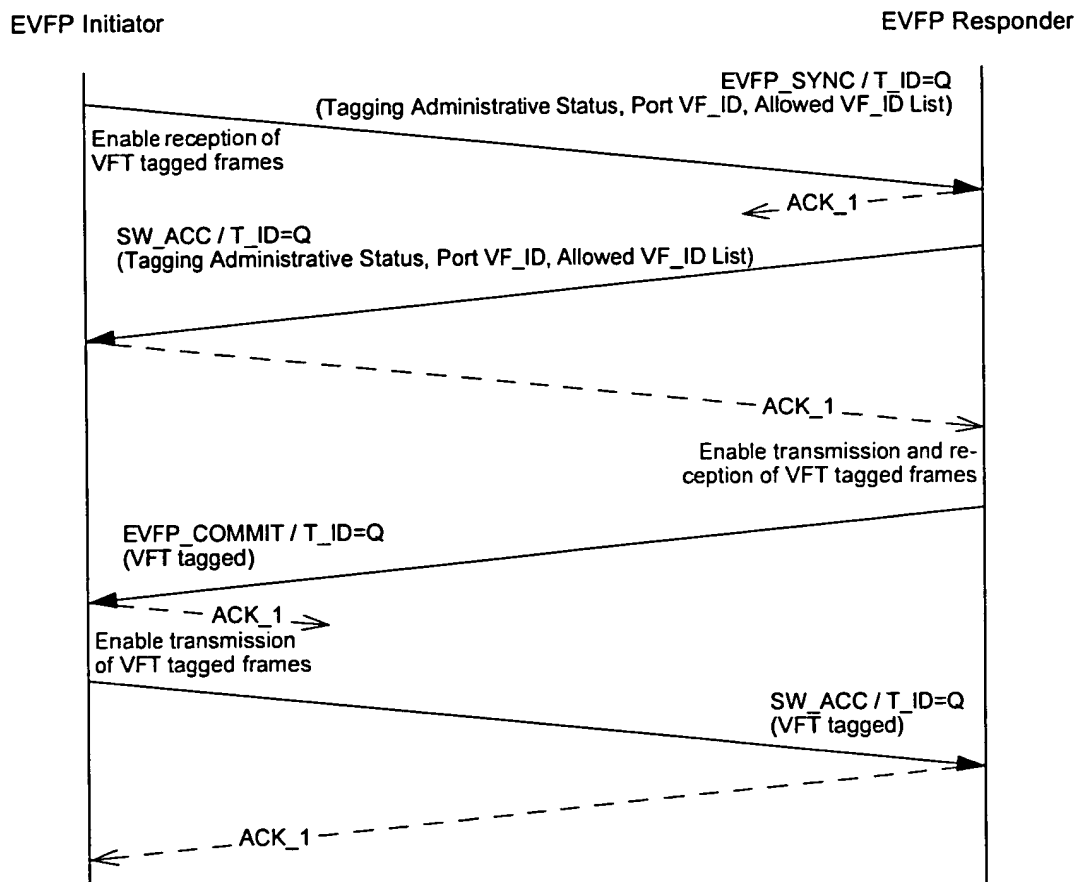 EVFP Initiator
EVFP Responder
EVFP_SYNC / T_ID=Q
(Tagging Administrative Status, Port VF_ID, Allowed VF_ID List)
Enable reception of
VFT tagged frames
ACK_1
SW_ACC / T_ID=Q
(Tagging Administrative Status, Port VF_ID, Allowed VF_ID List)
ACK_1
Enable transmission and re-
ception of VFT tagged frames
EVFP_COMMIT / T_ID=Q
(VFT tagged)
ACK_1
Enable transmission
of VFT tagged frames
SW_ACC / T_ID=Q
(VFT tagged)
ACK_1